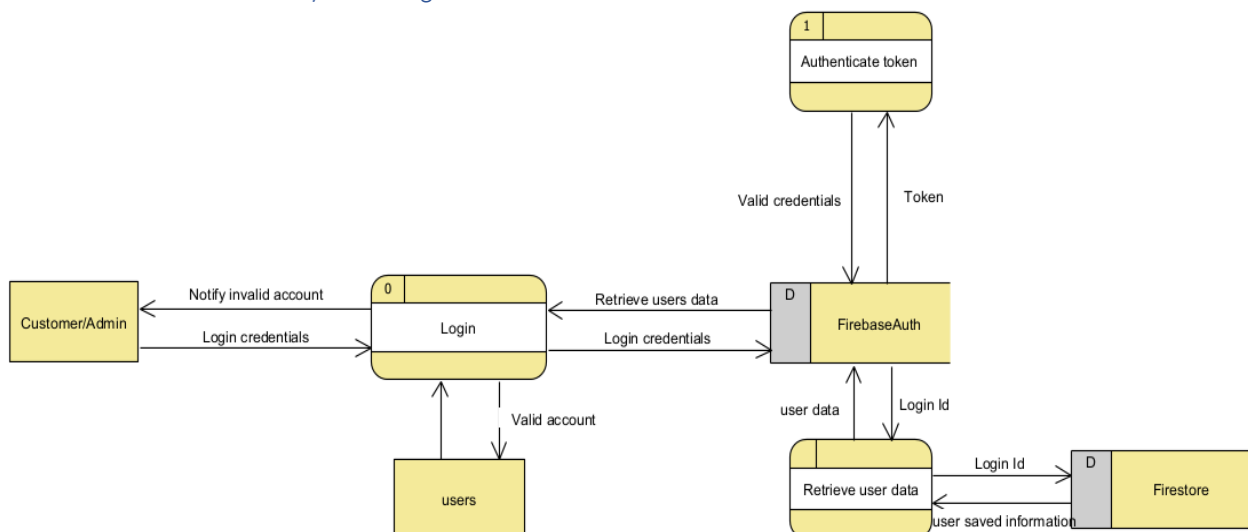 1
Authenticate token
Valid credentials
Token
Notify invalid account
0
Retrieve users data
D
Customer/Admin
Login
FirebaseAuth
Login credentials
Login credentials
Valid account
user data
Login Id
users
Retrieve user data
Login Id
D
Firestore
user saved information